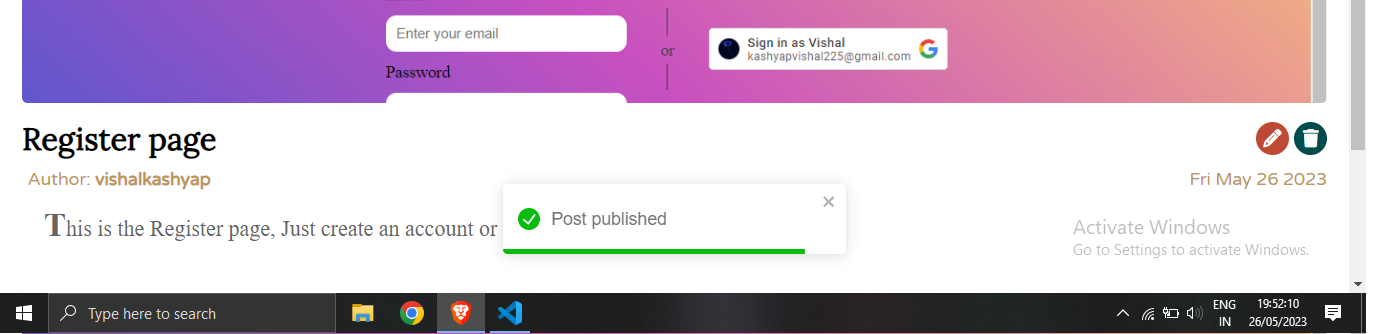 Enter your email
or
Sign in as Vishal
kashyapvishal225@gmail.com
Password
Register page
Author: vishalkashyap
Fri May 26 2023
This is the Register page, Just create an account or
Post published
Activate Windows
Go to Settings to activate Windows.
Type here to search
ENG
IN
19:52:10
26/05/2023